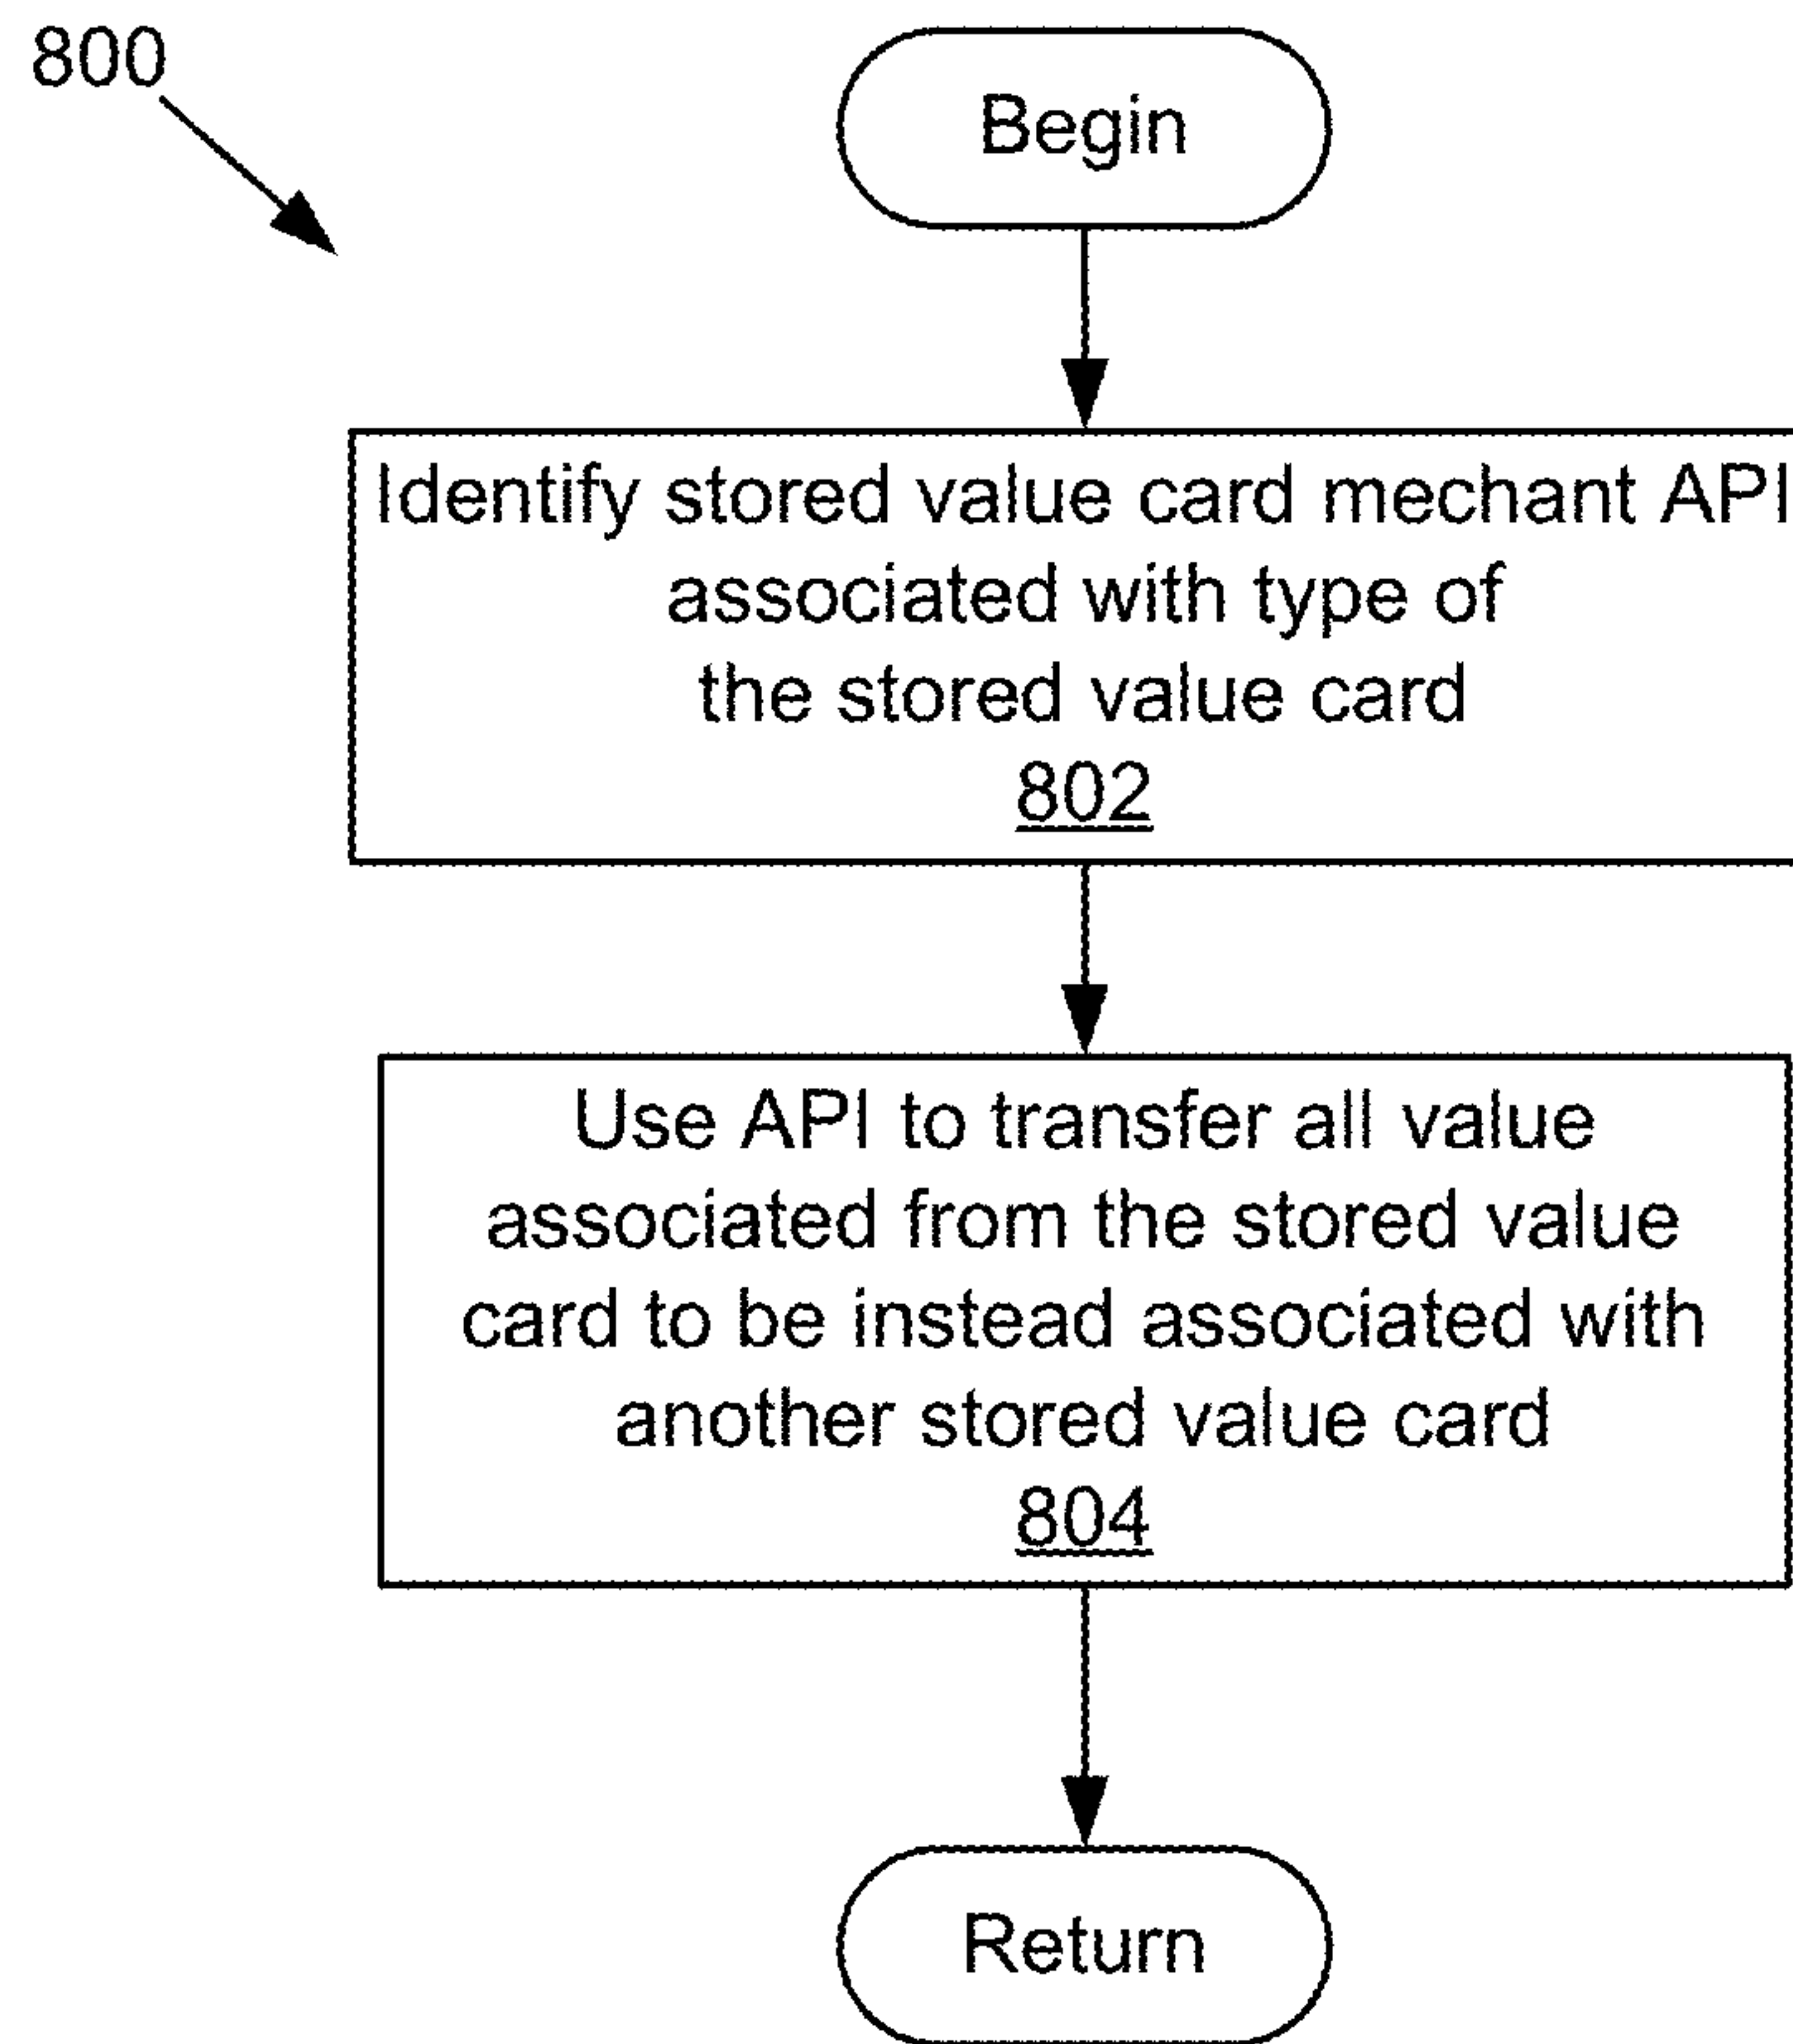 800
Begin
Identify stored value card mechant API
associated with type of
the stored value card
802
Use API to transfer all value
associated from the stored value
card to be instead associated with
another stored value card
804
Return